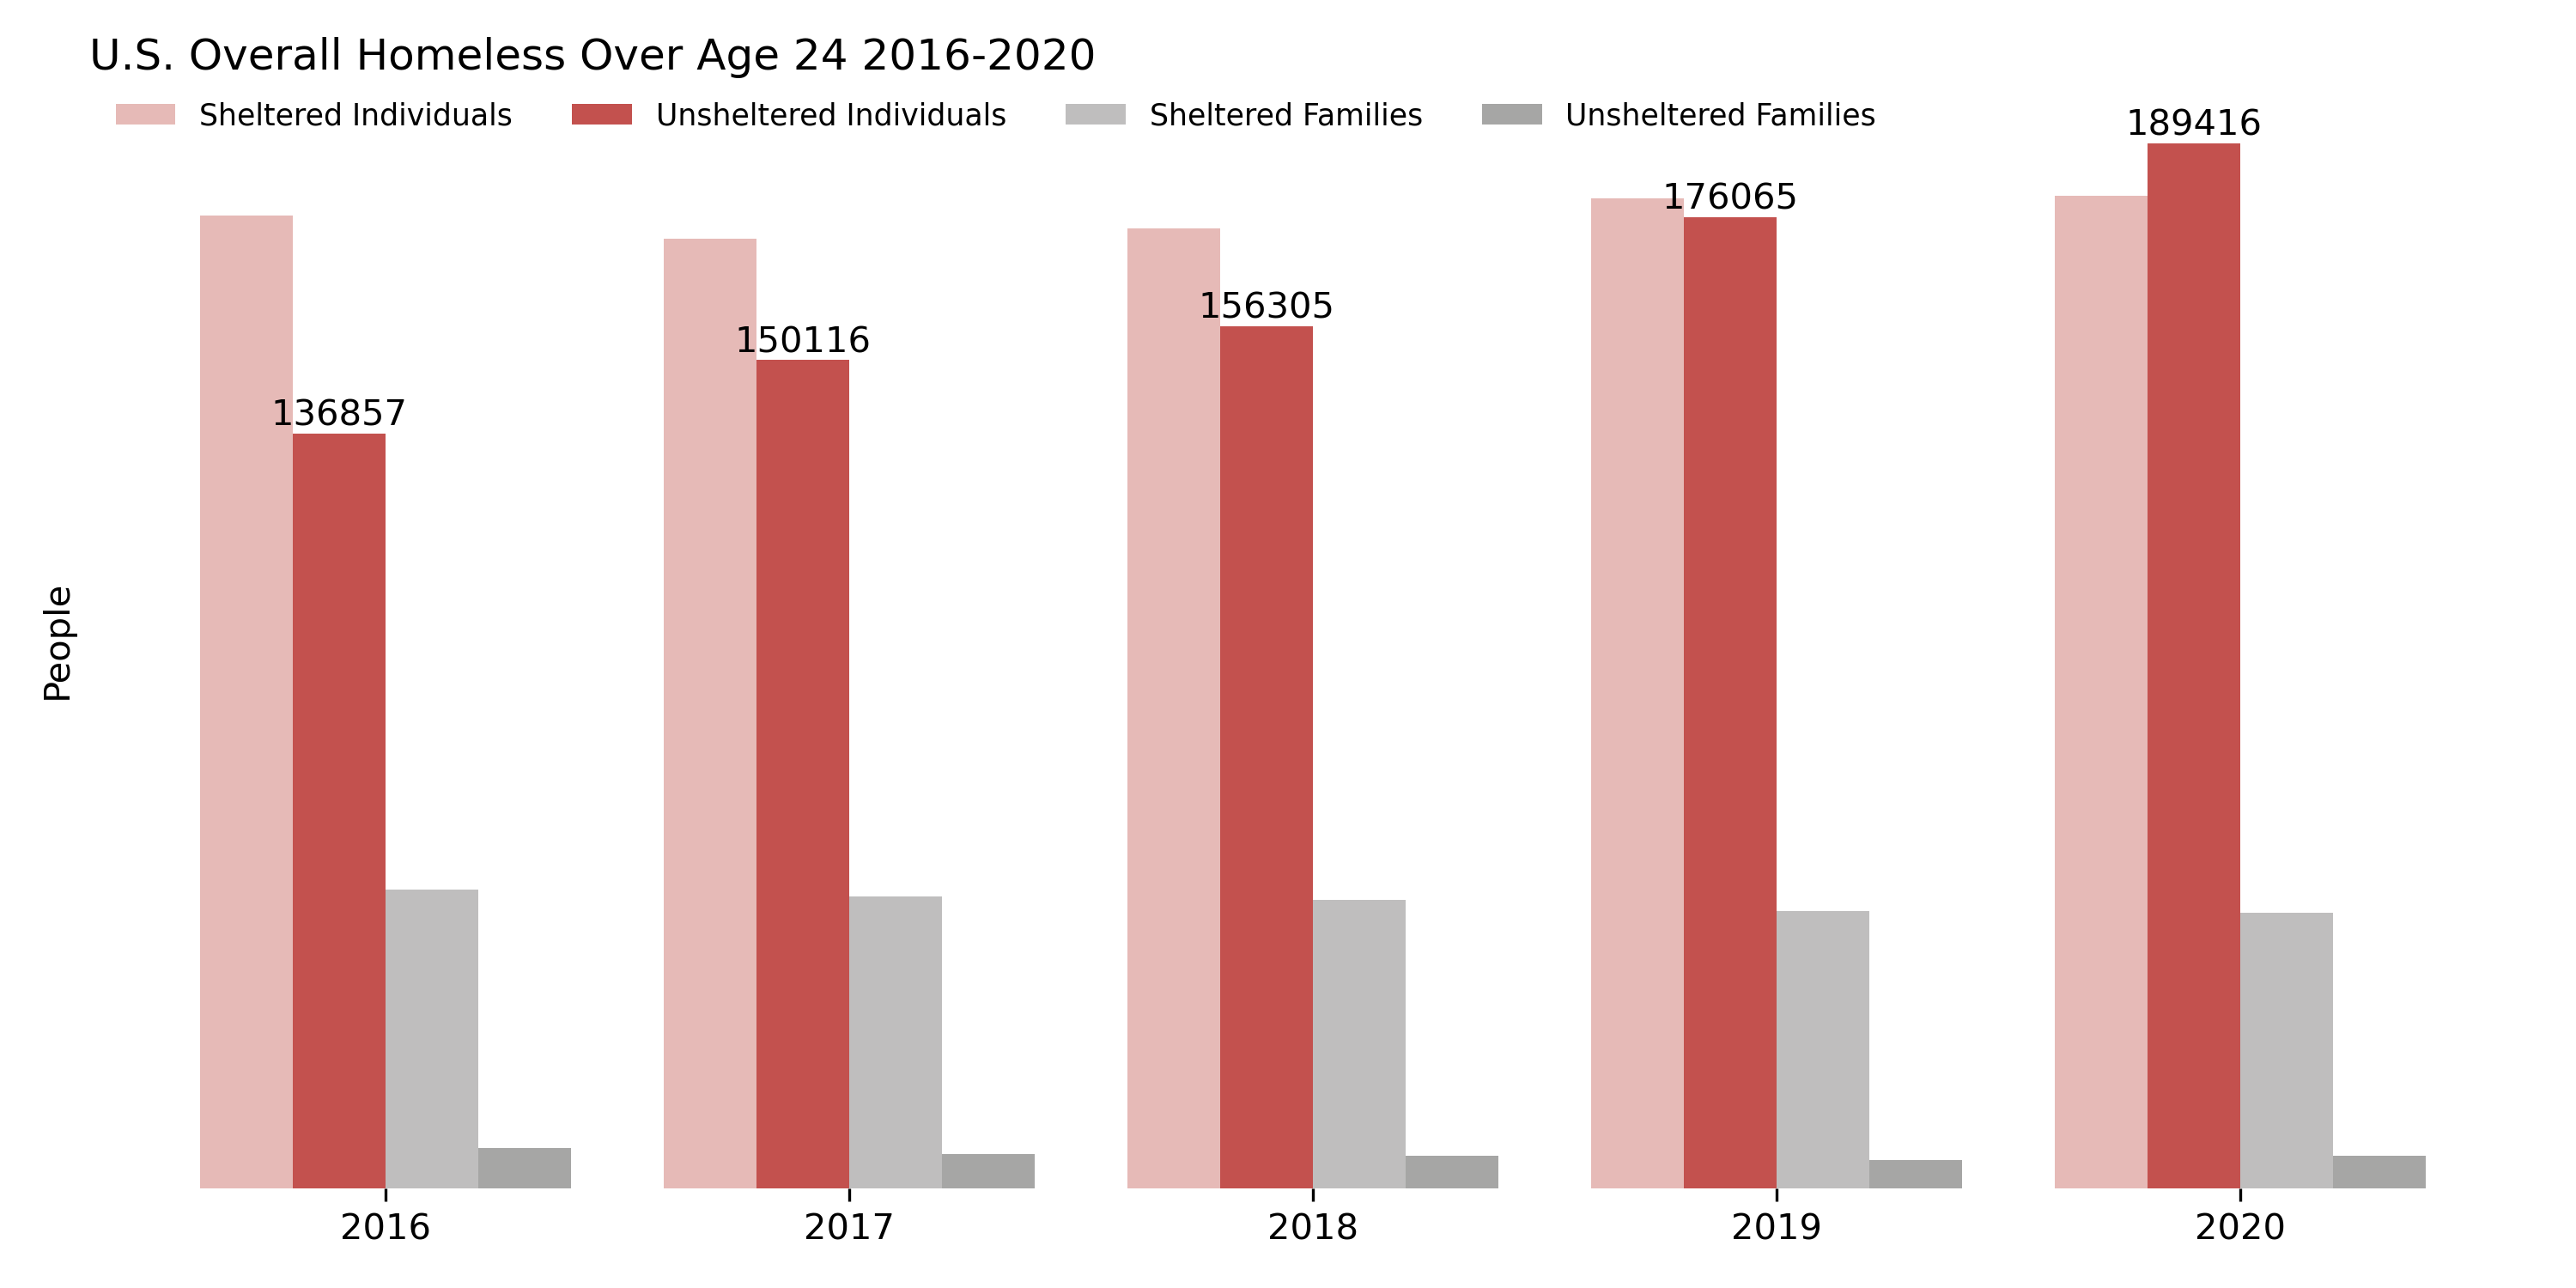 U.S. Overall Homeless Over Age 24 2016-2020
Sheltered Individuals Unsheltered Individuals Sheltered Families Unsheltered Families
189416
176065
156305
150116
136857
People
2016 2017 2018 2019 2020